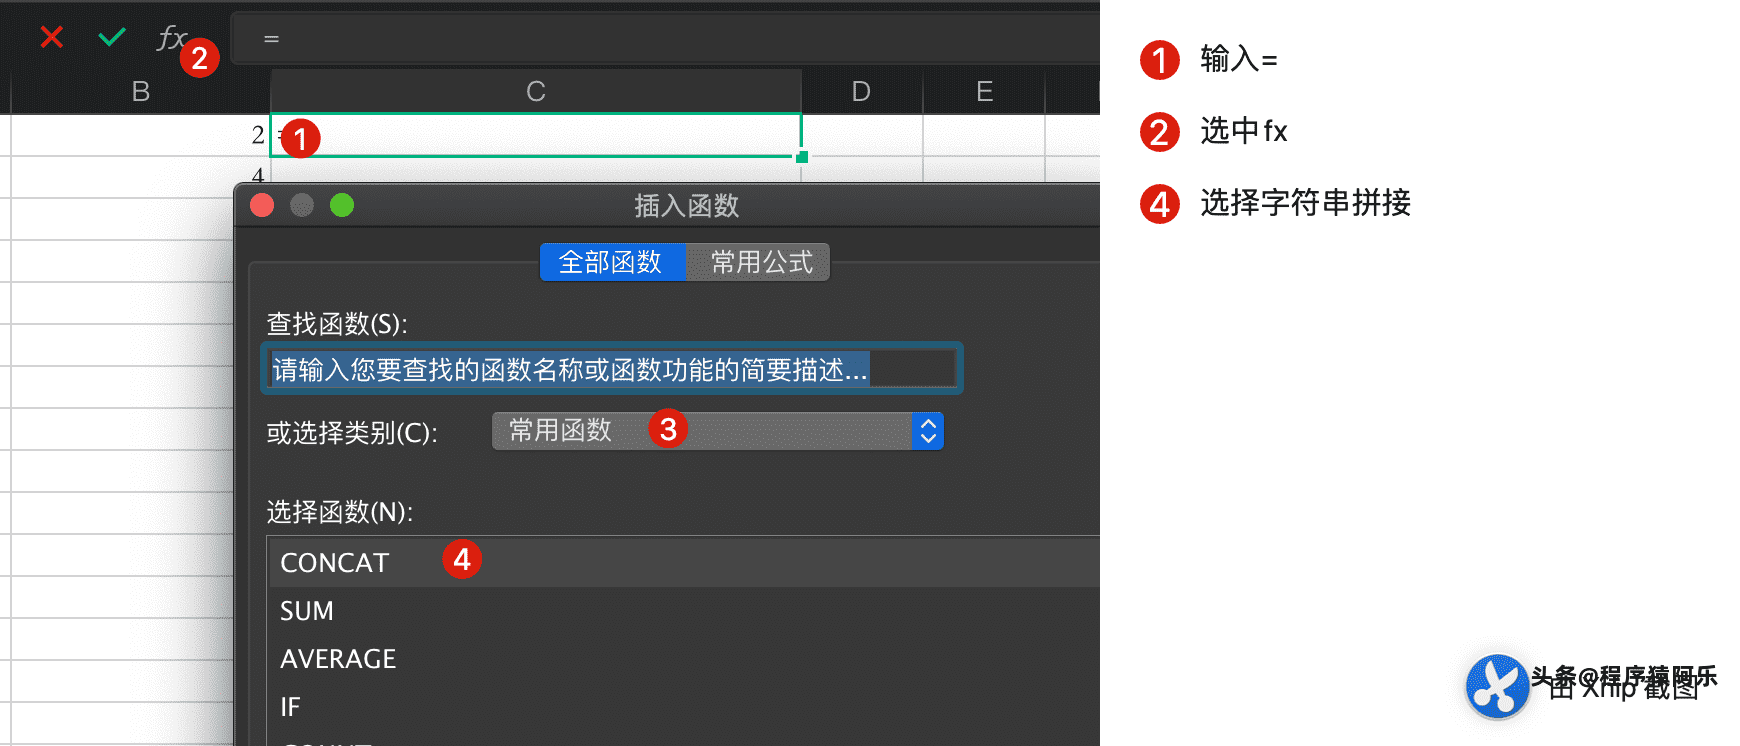 fx
2
=
B
C
D
E
2
=
1
4
插入函数
全部函数
常用公式
查找函数(S):
请输入您要查找的函数名称或函数功能的简要描述...
或选择类别(C):
常用函数
3
选择函数(N):
CONCAT
4
SUM
AVERAGE
IF
1 输入=
2 选中fx
4 选择字符串拼接
头条@程序猿阿乐
由 Xnip 截图